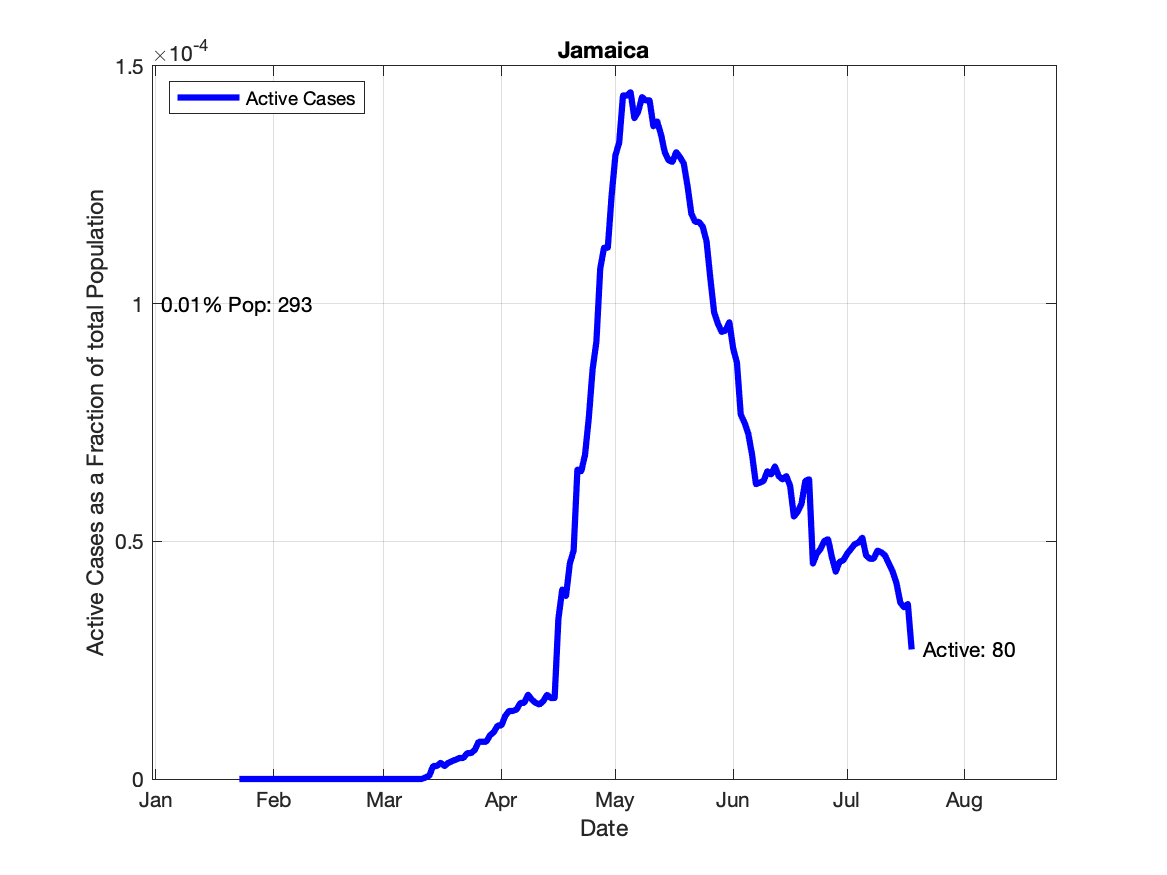 Jamaica
×10^-4
1.5
Active Cases
1
0.01% Pop: 293
0.5
Active: 80
0
Jan Feb Mar Apr May Jun Jul Aug
Date
Active Cases as a Fraction of total Population